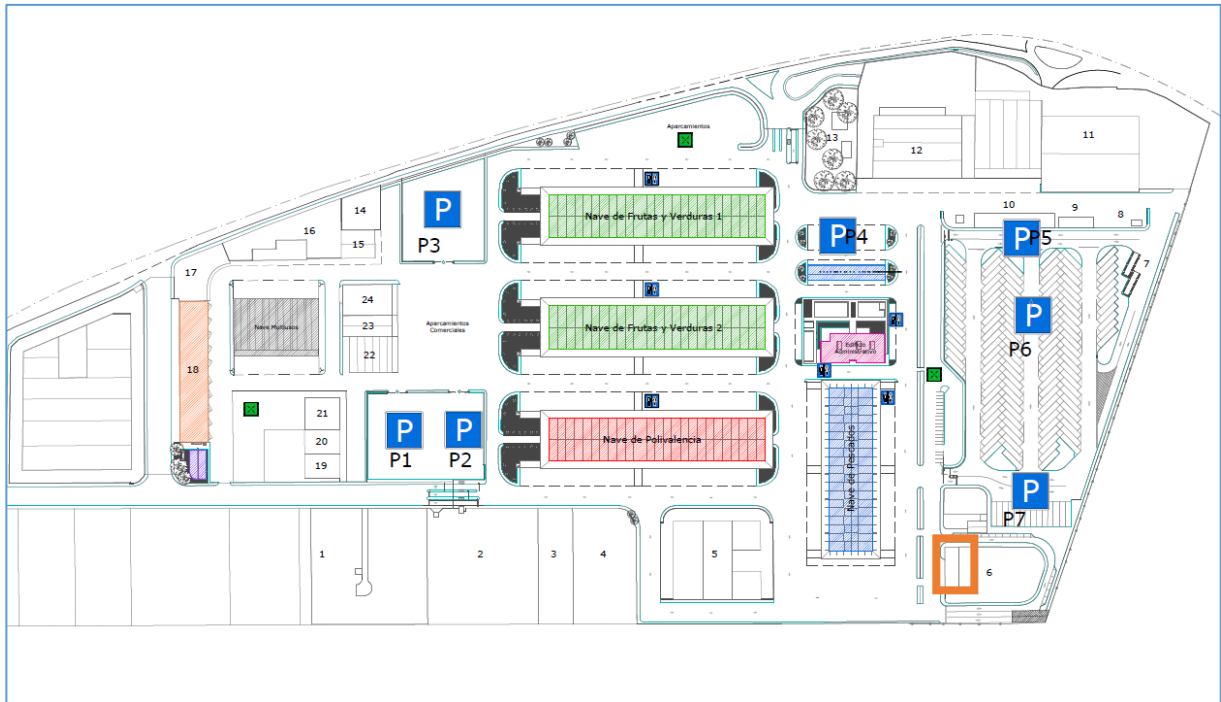 Aparcamientos
13
12
11
Nave de Frutas y Verduras 1
P
P3
14
15
16
10
9
8
P
P4
P
P5
7
17
24
23
22
Nave Multiusos
Aparcamientos
Comerciales
Nave de Frutas y Verduras 2
Edificio
Administrativo
P
P6
18
21
20
19
P
P1
P
P2
Nave de Polivalencia
Nave de Pescados
P
P7
1
2
3
4
5
6